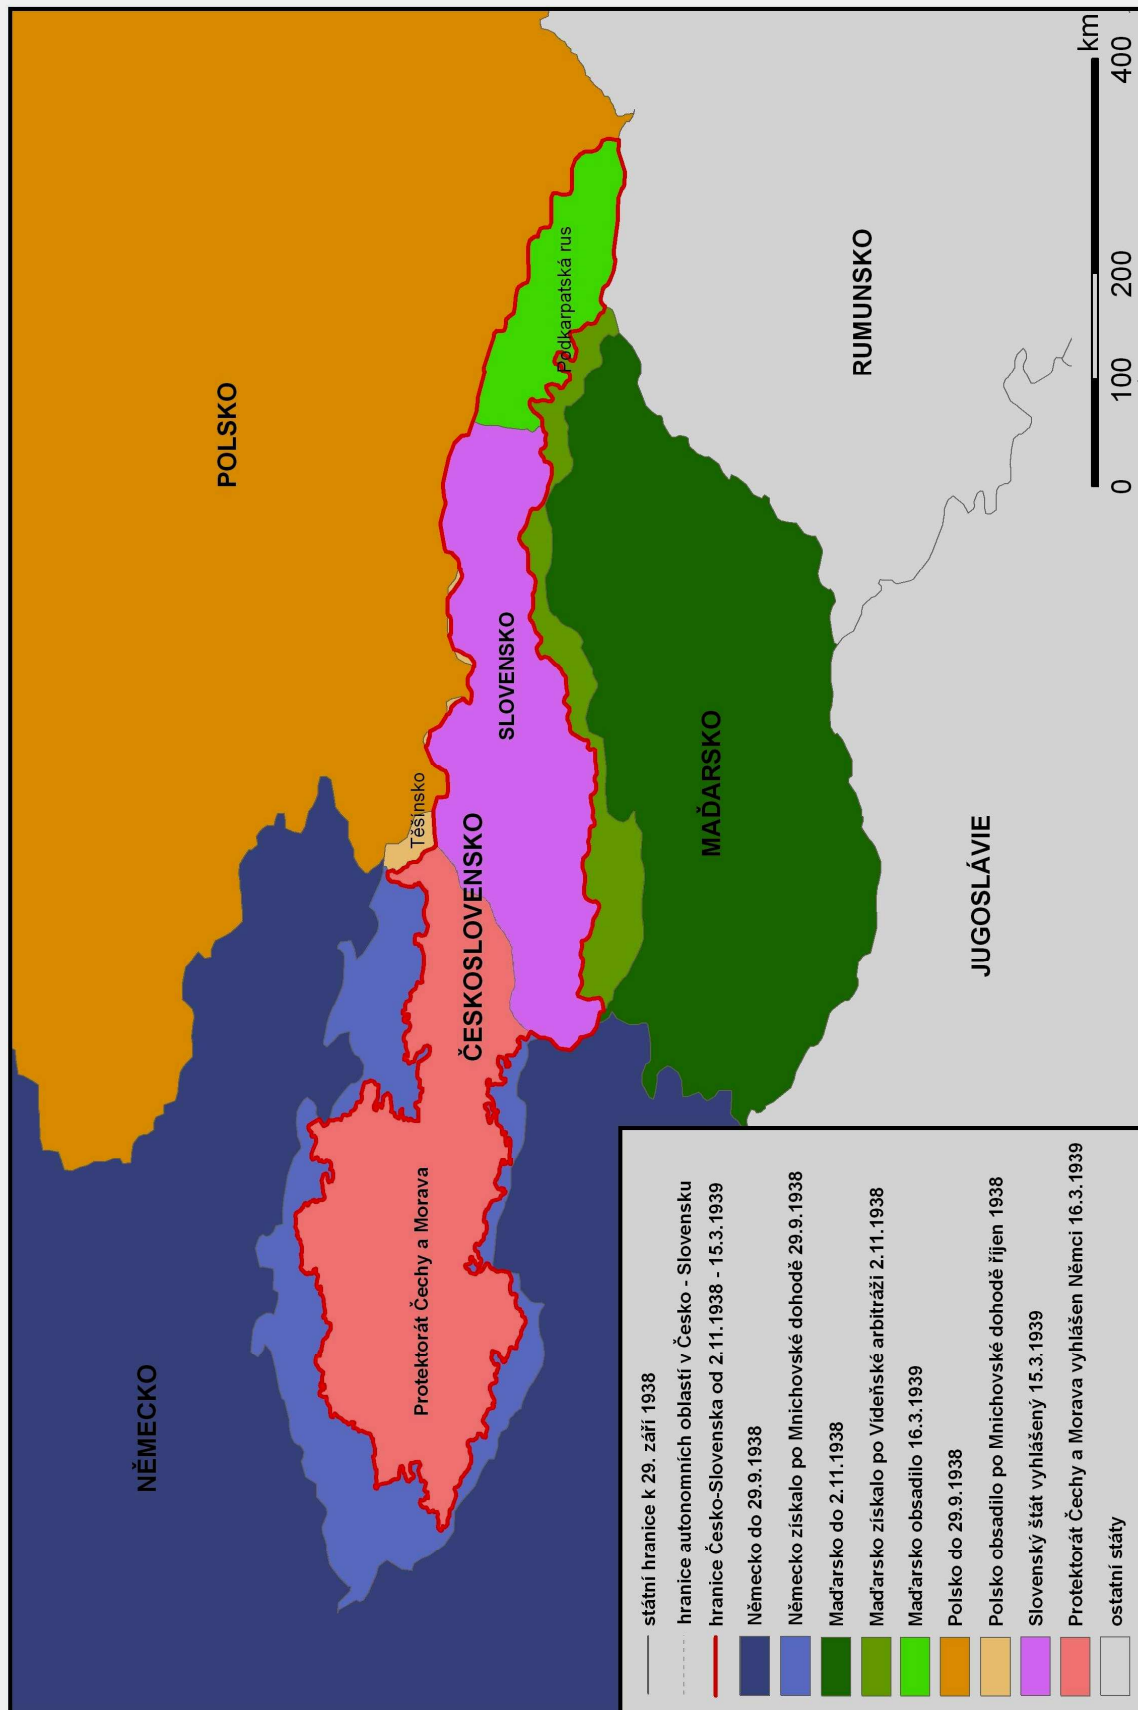 NĚMECKO
POLSKO
Těšínsko
Protektorát Čechy a Morava
ČESKOSLOVENSKO
SLOVENSKO
Podkarpatská rus
MAĎARSKO
RUMUNSKO
JUGOSLÁVIE
státní hranice k 29. září 1938
hranice autonomních oblastí v Česko - Slovensku
hranice Česko-Slovenska od 2.11.1938 - 15.3.1939
Německo do 29.9.1938
Německo získalo po Mnichovské dohodě 29.9.1938
Maďarsko do 2.11.1938
Maďarsko získalo po Vídeňské arbitráži 2.11.1938
Maďarsko obsadilo 16.3.1939
Polsko do 29.9.1938
Polsko obsadilo po Mnichovské dohodě říjen 1938
Slovenský štát vyhlášený 15.3.1939
Protektorát Čechy a Morava vyhlášen Němci 16.3.1939
ostatní státy
km
0 100 200 400